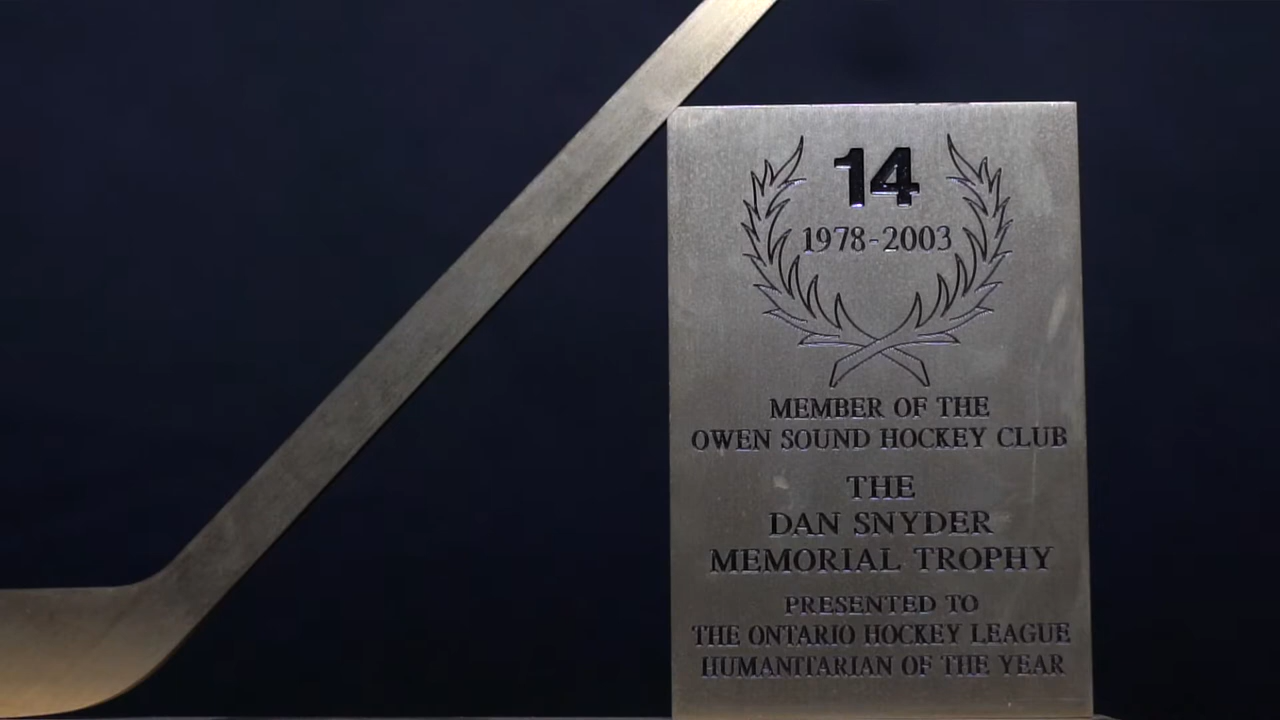 14
1978-2003
MEMBER OF THE
OWEN SOUND HOCKEY CLUB
THE
DAN SNYDER
MEMORIAL TROPHY
PRESENTED TO
THE ONTARIO HOCKEY LEAGUE
HUMANITARIAN OF THE YEAR